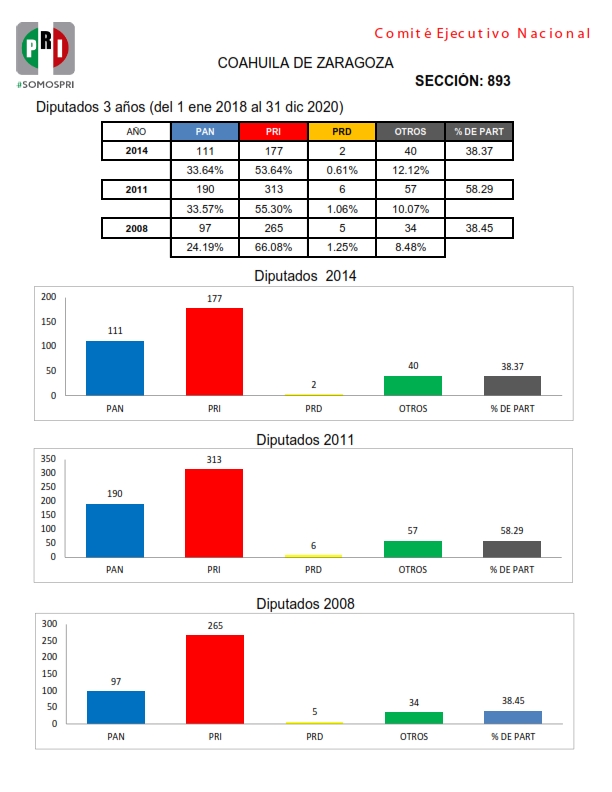 Comité Ejecutivo Nacional
PRI
#SOMOSPRI
COAHUILA DE ZARAGOZA
SECCIÓN: 893
Diputados 3 años (del 1 ene 2018 al 31 dic 2020)
AÑO PAN PRI PRD OTROS % DE PART
2014 111 177 2 40 38.37
33.64% 53.64% 0.61% 12.12%
2011 190 313 6 57 58.29
33.57% 55.30% 1.06% 10.07%
2008 97 265 5 34 38.45
24.19% 66.08% 1.25% 8.48%
Diputados 2014
200
150
100
50
0
111 177 2 40 38.37
PAN PRI PRD OTROS % DE PART
Diputados 2011
350
300
250
200
150
100
50
0
190 313 6 57 58.29
PAN PRI PRD OTROS % DE PART
Diputados 2008
300
250
200
150
100
50
0
97 265 5 34 38.45
PAN PRI PRD OTROS % DE PART